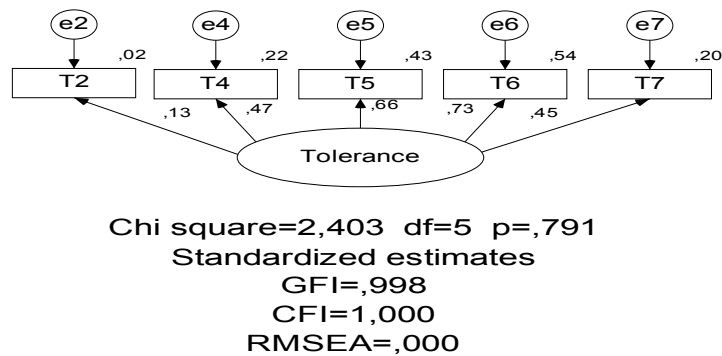 e2 e4 e5 e6 e7
,02 ,22 ,43 ,54 ,20
T2 T4 T5 T6 T7
,13 ,47 ,66 ,73 ,45
Tolerance
Chi square=2,403 df=5 p=,791
Standardized estimates
GFI=,998
CFI=1,000
RMSEA=,000